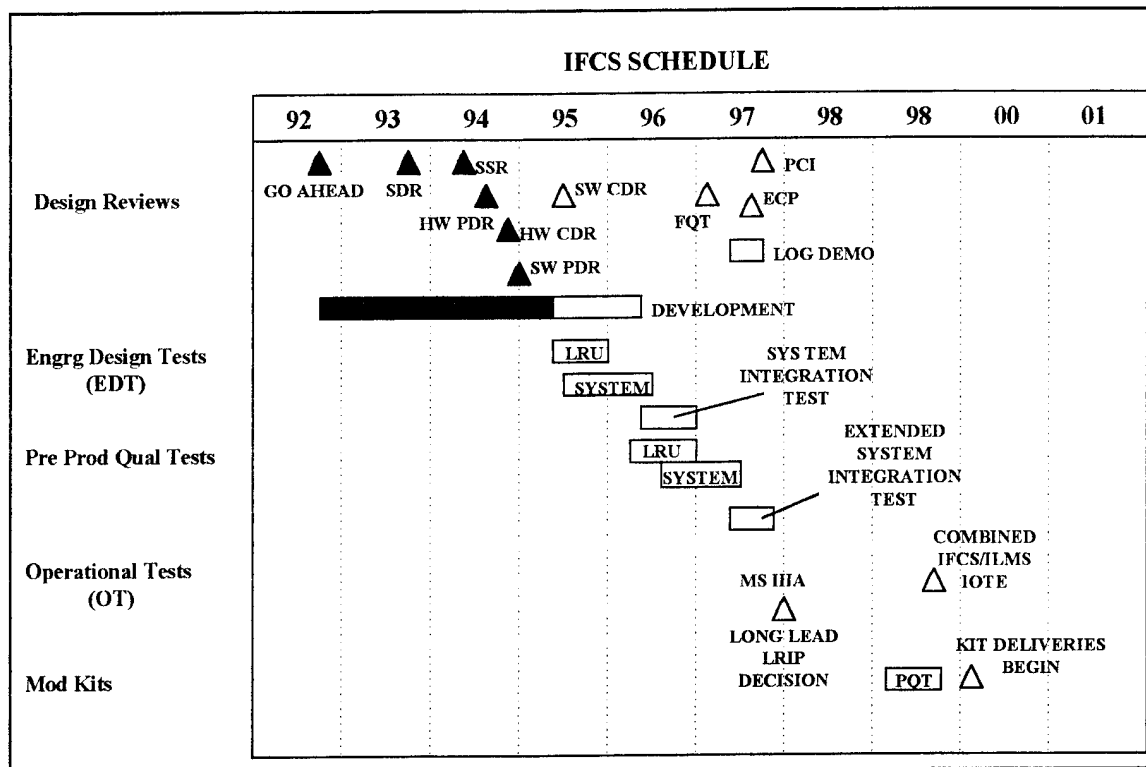 IFCS SCHEDULE
92 93 94 95 96 97 98 98 00 01
Design Reviews
GO AHEAD
SDR
SSR
HW PDR
HW CDR
SW PDR
SW CDR
FQT
PCI
ECP
LOG DEMO
DEVELOPMENT
Engrg Design Tests
(EDT)
LRU
SYSTEM
SYS TEM
INTEGRATION
TEST
Pre Prod Qual Tests
LRU
SYSTEM
EXTENDED
SYSTEM
INTEGRATION
TEST
Operational Tests
(OT)
MS IIIA
LONG LEAD
LRIP
DECISION
COMBINED
IFCS/ILMS
IOTE
Mod Kits
PQT
KIT DELIVERIES
BEGIN